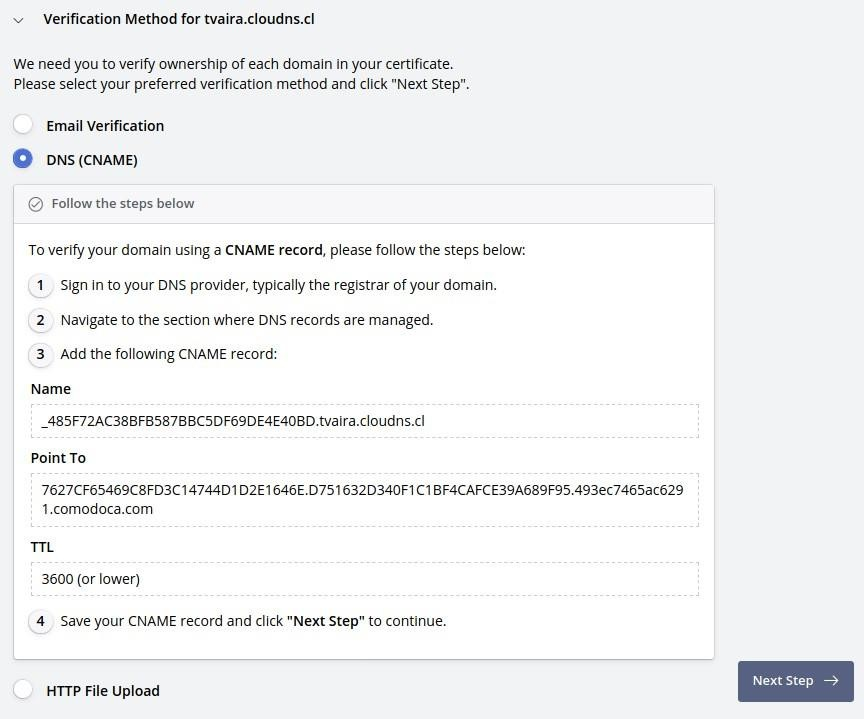 Verification Method for tvaira.cloudns.cl
We need you to verify ownership of each domain in your certificate.
Please select your preferred verification method and click "Next Step".
Email Verification
DNS (CNAME)
Follow the steps below
To verify your domain using a CNAME record, please follow the steps below:
1 Sign in to your DNS provider, typically the registrar of your domain.
2 Navigate to the section where DNS records are managed.
3 Add the following CNAME record:
Name
_485F72AC38BFB587BBC5DF69DE4E40BD.tvaira.cloudns.cl
Point To
7627CF65469C8FD3C14744D1D2E1646E.D751632D340F1C1BF4CAFCE39A689F95.493ec7465ac629
1.comodoca.com
TTL
3600 (or lower)
4 Save your CNAME record and click "Next Step" to continue.
HTTP File Upload
Next Step →